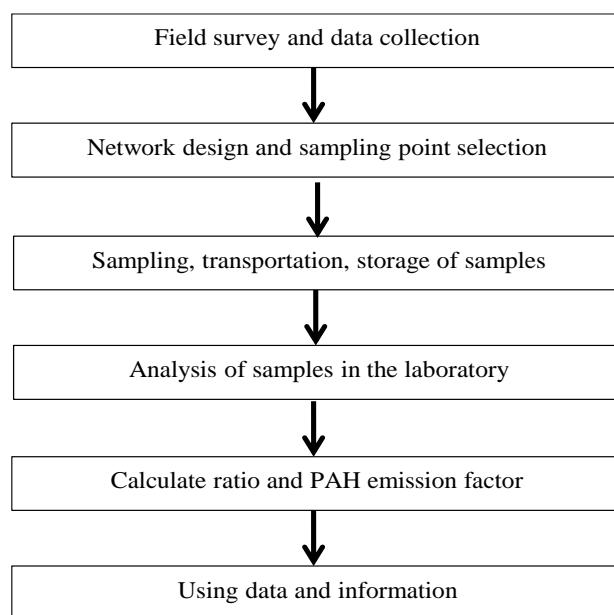 Field survey and data collection
Network design and sampling point selection
Sampling, transportation, storage of samples
Analysis of samples in the laboratory
Calculate ratio and PAH emission factor
Using data and information